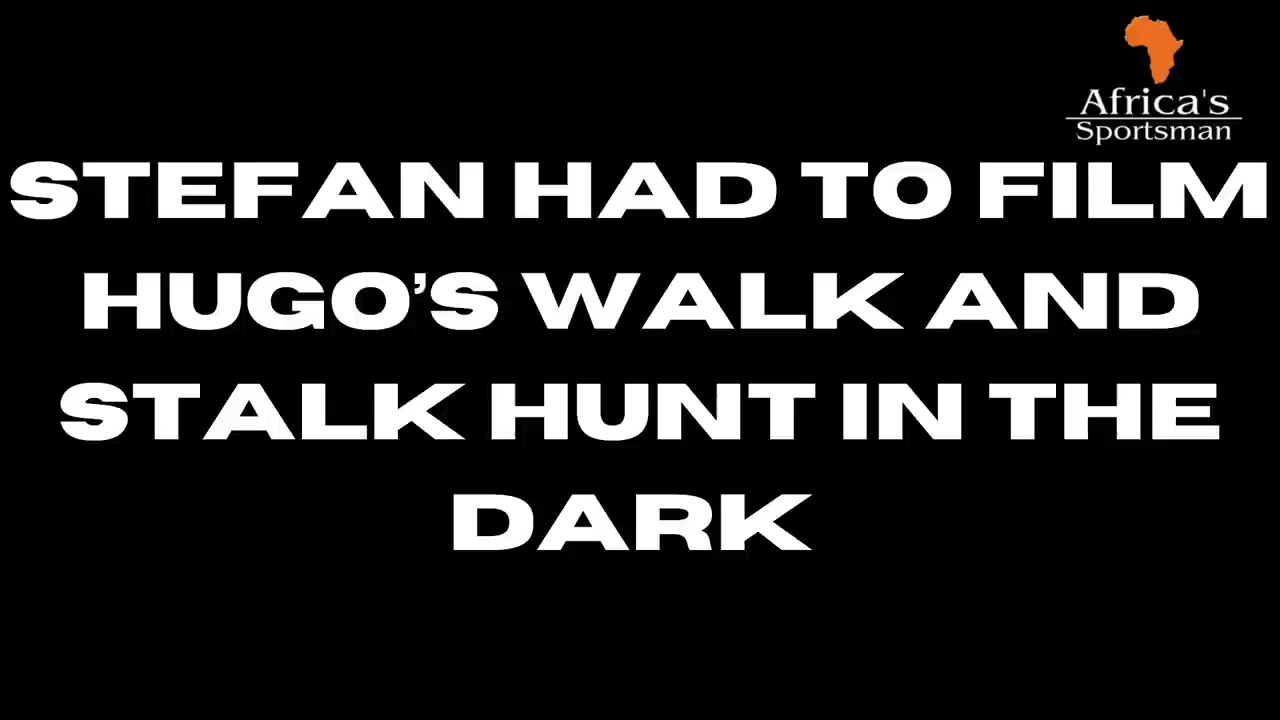 Africa's
Sportsman
STEFAN HAD TO FILM
HUGO’S WALK AND
STALK HUNT IN THE
DARK